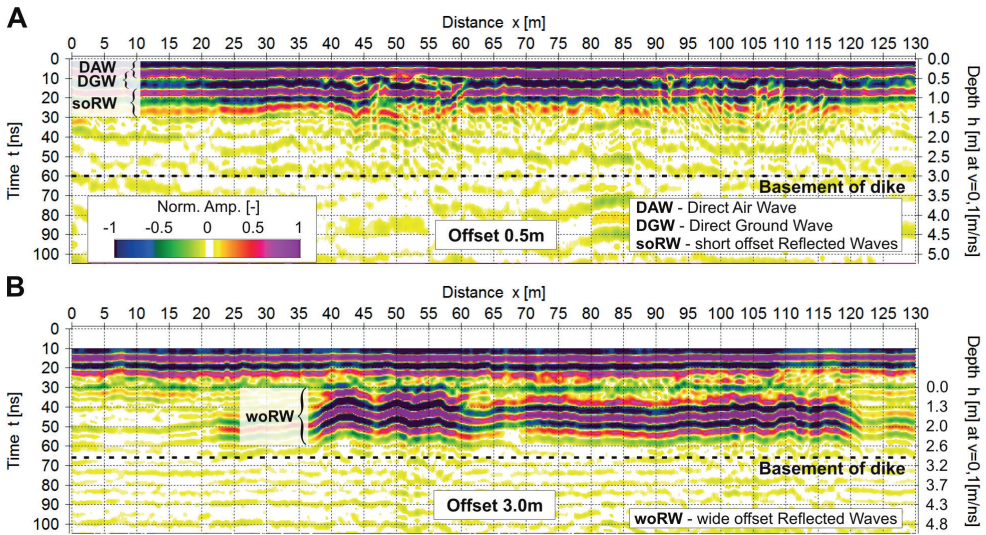 A
Distance x [m]
0 5 10 15 20 25 30 35 40 45 50 55 60 65 70 75 80 85 90 95 100 105 110 115 120 125 130
Time t [ns]
0
10
20
30
40
50
60
70
80
90
100
DAW
DGW
soRW
0.0
0.5
1.0
1.5
2.0
2.5
3.0
3.5
4.0
4.5
5.0
Depth h [m] at v=0,1[m/ns]
Basement of dike
Norm. Amp. [-]
-1 -0.5 0 0.5 1
Offset 0.5m
DAW - Direct Air Wave
DGW - Direct Ground Wave
soRW - short offset Reflected Waves
B
Distance x [m]
0 5 10 15 20 25 30 35 40 45 50 55 60 65 70 75 80 85 90 95 100 105 110 115 120 125 130
Time t [ns]
0
10
20
30
40
50
60
70
80
90
100
woRW
0.0
1.3
2.0
2.6
3.2
3.7
4.3
4.8
Depth h [m] at v=0,1[m/ns]
Basement of dike
Offset 3.0m
woRW - wide offset Reflected Waves